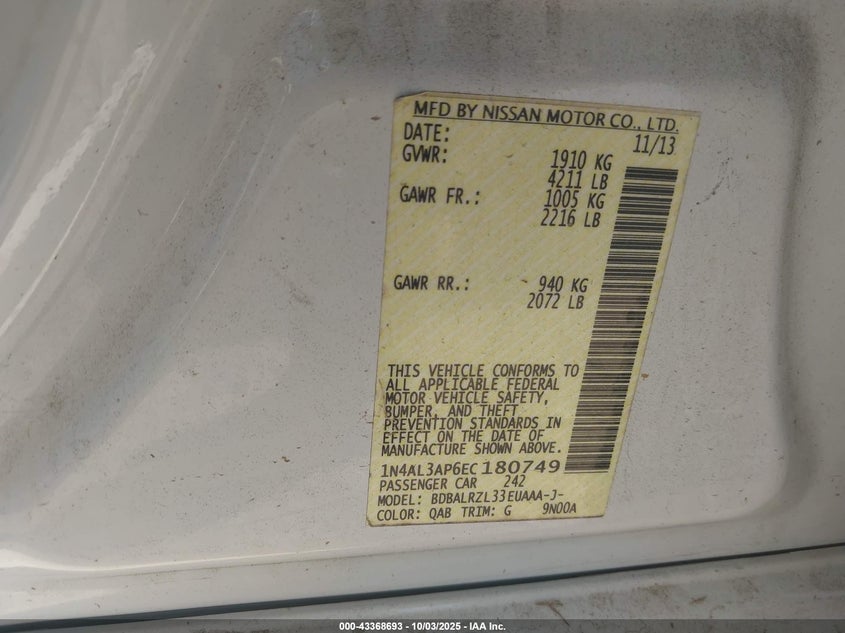 MFD BY NISSAN MOTOR CO., LTD.
DATE: 11/13
GVWR: 1910 KG
4211 LB
GAWR FR.: 1005 KG
2216 LB
GAWR RR.: 940 KG
2072 LB
THIS VEHICLE CONFORMS TO
ALL APPLICABLE FEDERAL
MOTOR VEHICLE SAFETY,
BUMPER, AND THEFT
PREVENTION STANDARDS IN
EFFECT ON THE DATE OF
MANUFACTURE SHOWN ABOVE.
1N4AL3AP6EC180749
PASSENGER CAR 242
MODEL: BDBALRZL33EUAAA-J-
COLOR: QAB TRIM: G 9N00A
000-43368693 - 10/03/2025 - IAA Inc.